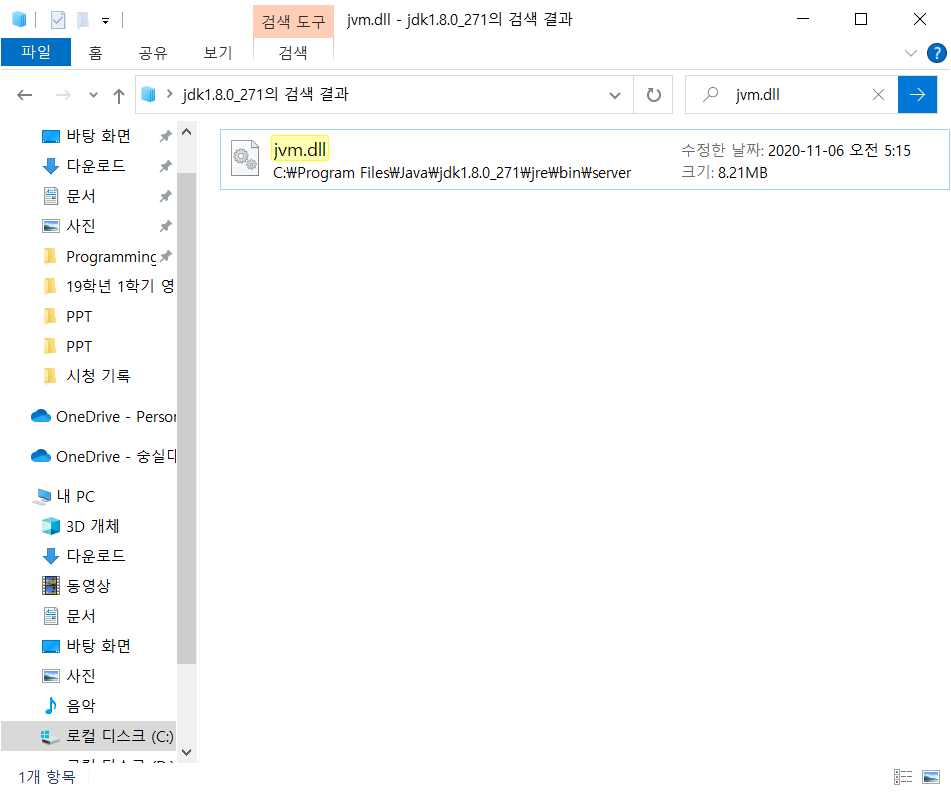 검색 도구
jvm.dll - jdk1.8.0_271의 검색 결과
파일
홈
공유
보기
검색
?
jdk1.8.0_271의 검색 결과
jvm.dll
바탕 화면
다운로드
문서
사진
Programming
19학년 1학기 영
PPT
PPT
시청 기록
OneDrive - Person
OneDrive - 숭실대
내 PC
3D 개체
다운로드
동영상
문서
바탕 화면
사진
음악
로컬 디스크 (C:)
jvm.dll
C:₩Program Files₩Java₩jdk1.8.0_271₩jre₩bin₩server
수정한 날짜: 2020-11-06 오전 5:15
크기: 8.21MB
1개 항목